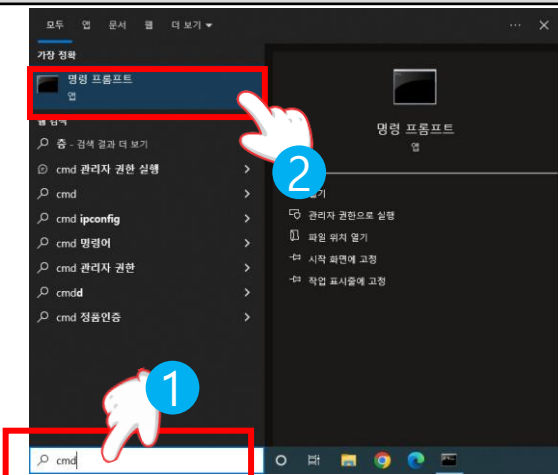 모두 앱 문서 웹 더 보기
가장 정확
명령 프롬프트
앱
웹 검색
증 - 검색 결과 더 보기
cmd 관리자 권한 실행
cmd
cmd ipconfig
cmd 명령어
cmd 관리자 권한
cmdd
cmd 정품인증
명령 프롬프트
앱
관리자 권한으로 실행
파일 위치 열기
시작 화면에 고정
작업 표시줄에 고정
2
1
cmd